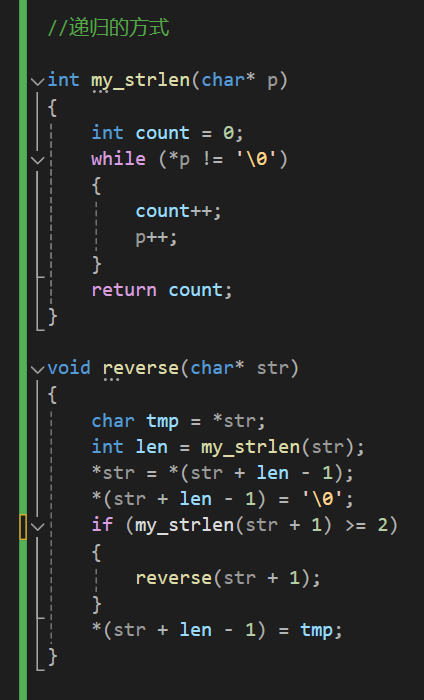 //递归的方式
int my_strlen(char* p)
{
int count = 0;
while (*p != '\0')
{
count++;
p++;
}
return count;
}
void reverse(char* str)
{
char tmp = *str;
int len = my_strlen(str);
*str = *(str + len - 1);
*(str + len - 1) = '\0';
if (my_strlen(str + 1) >= 2)
{
reverse(str + 1);
}
*(str + len - 1) = tmp;
}